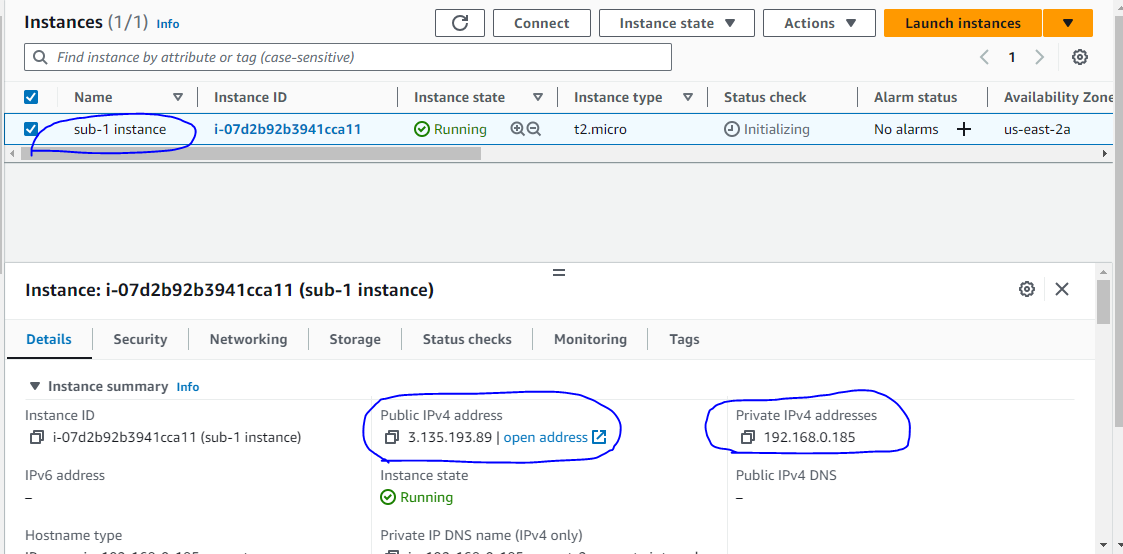 Instances (1/1) Info Connect Instance state Actions Launch instances
Find instance by attribute or tag (case-sensitive) 1
Name Instance ID Instance state Instance type Status check Alarm status Availability Zone
sub-1 instance i-07d2b92b3941cca11 Running t2.micro Initializing No alarms + us-east-2a
Instance: i-07d2b92b3941cca11 (sub-1 instance)
Details Security Networking Storage Status checks Monitoring Tags
Instance summary Info
Instance ID Public IPv4 address Private IPv4 addresses
i-07d2b92b3941cca11 (sub-1 instance) 3.135.193.89 | open address 192.168.0.185
IPv6 address Instance state Public IPv4 DNS
– Running –
Hostname type Private IP DNS name (IPv4 only)